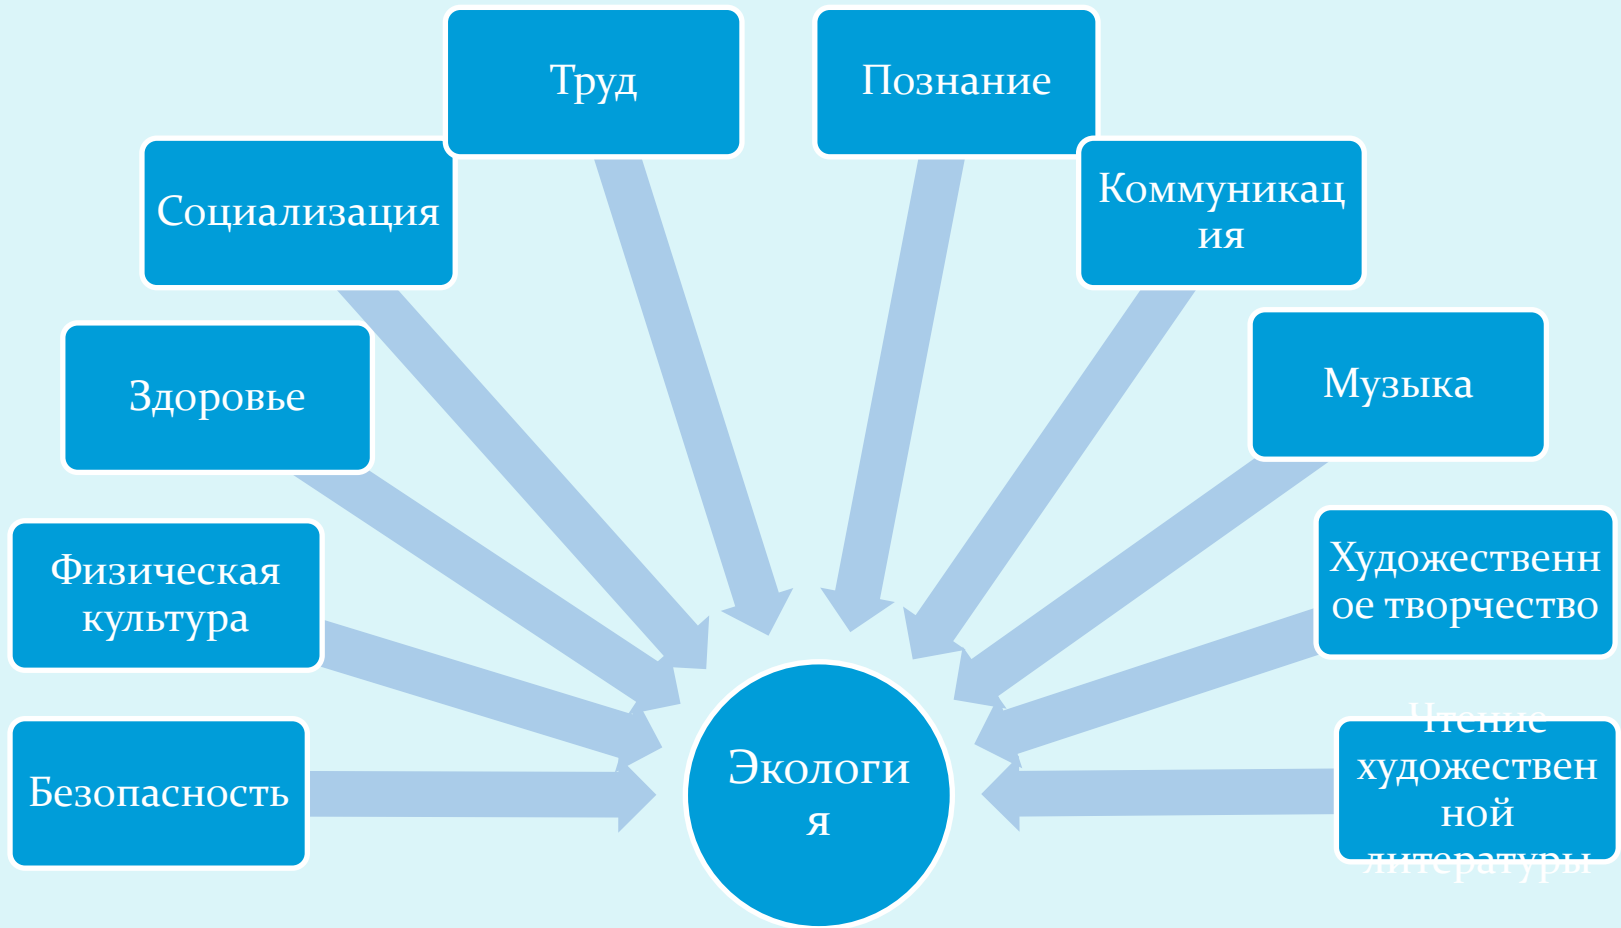 Труд
Познание
Социализация
Коммуникац
ия
Здоровье
Музыка
Физическая
культура
Художественн
ое творчество
Безопасность
Экологи
я
Чтение
художествен
ной
литературы